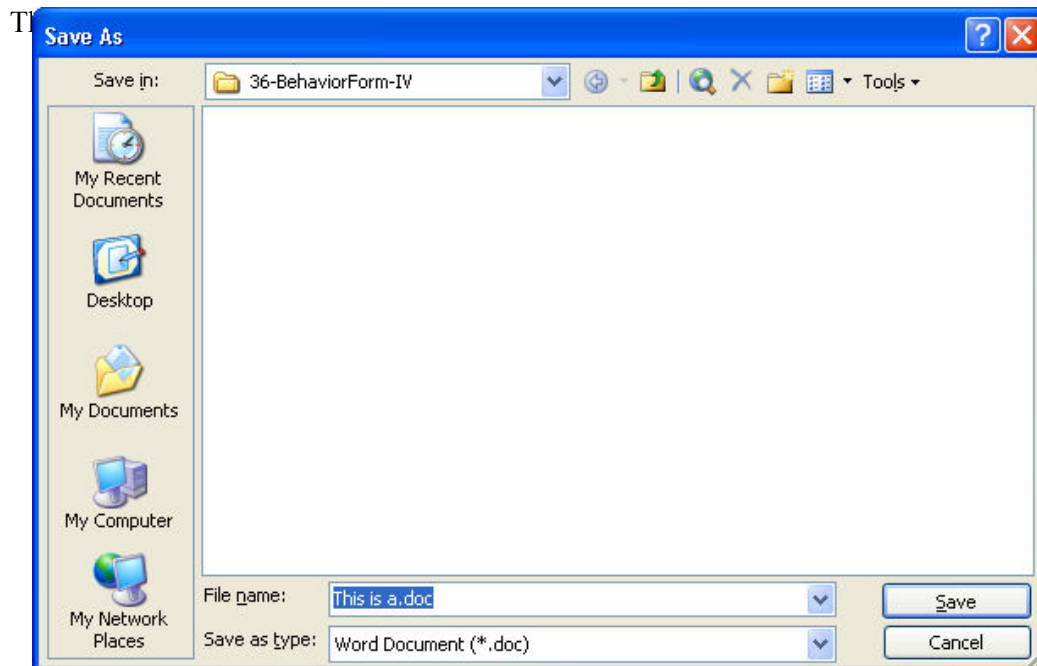 Th
Save As
Save in:
36-BehaviorForm-IV
Tools
My Recent
Documents
Desktop
My Documents
My Computer
My Network
Places
File name:
This is a.doc
Save
Save as type:
Word Document (*.doc)
Cancel